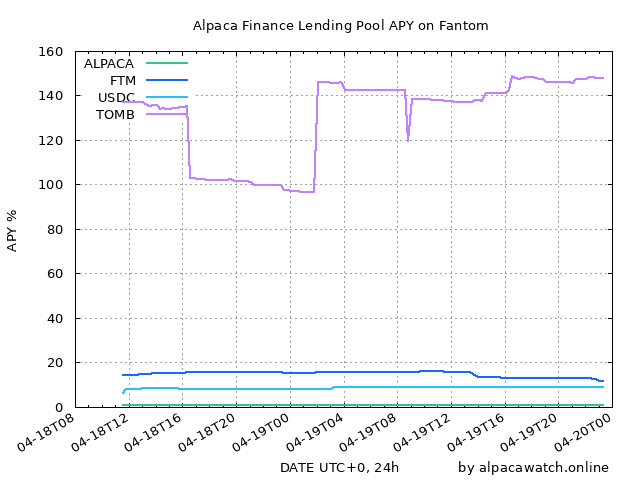 Alpaca Finance Lending Pool APY on Fantom
160
140
120
100
80
60
40
20
0
APY %
ALPACA
FTM
USDC
TOMB
04-18T08
04-18T12
04-18T16
04-18T20
04-19T00
04-19T04
04-19T08
04-19T12
04-19T16
04-19T20
04-20T00
DATE UTC+0, 24h
by alpacawatch.online